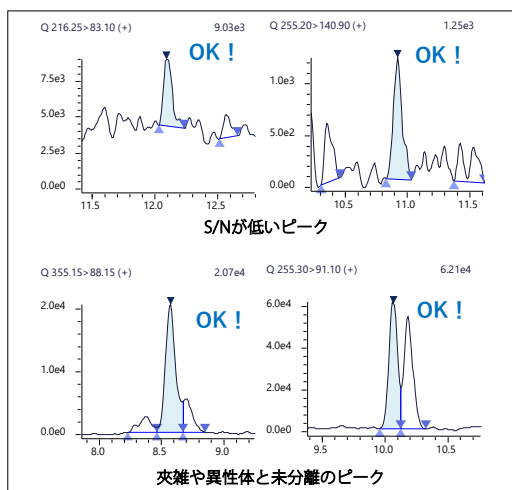 Q 216.25>83.10 (+) 9.03e3
OK！
7.5e3
5.0e3
2.5e3
0.0e0
11.5 12.0 12.5
Q 255.20>140.90 (+) 1.25e3
OK！
1.0e3
5.0e2
0.0e0
10.5 11.0 11.5
S/Nが低いピーク
Q 355.15>88.15 (+) 2.07e4
OK！
2.0e4
1.0e4
0.0e0
8.0 8.5 9.0
Q 255.30>91.10 (+) 6.21e4
OK！
6.0e4
4.0e4
2.0e4
0.0e0
9.5 10.0 10.5
夾雑や異性体と未分離のピーク